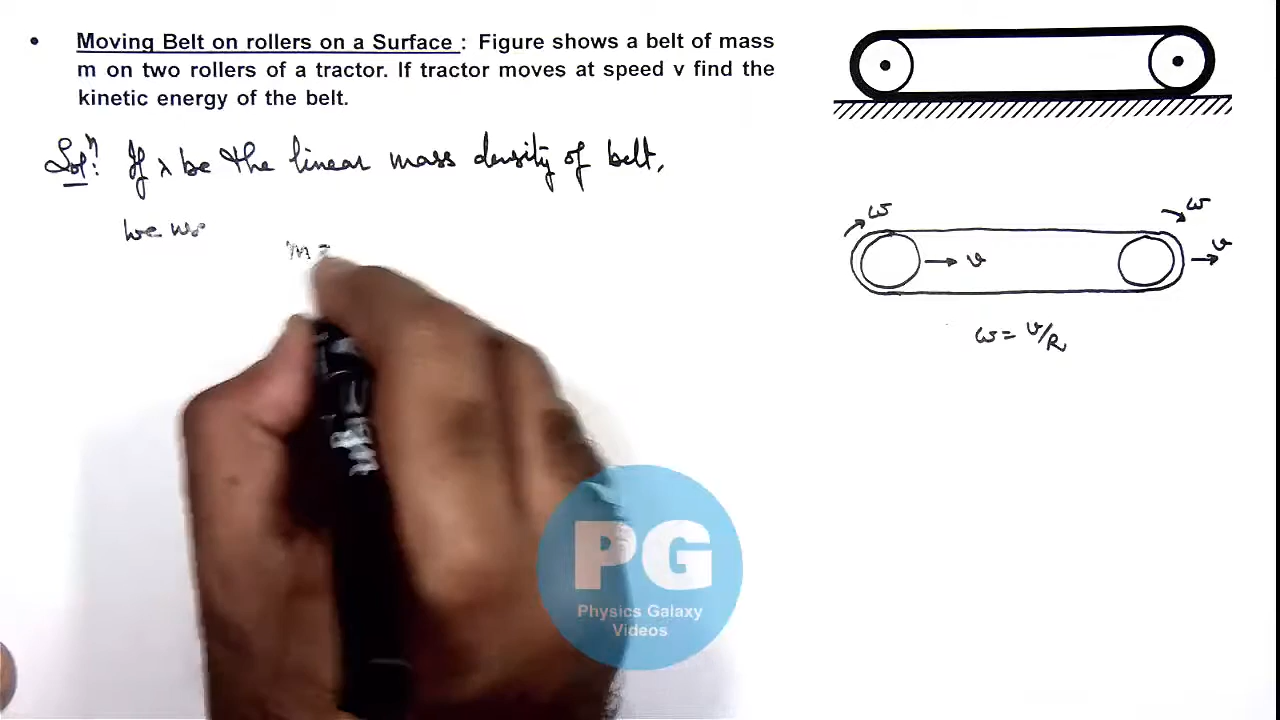 • Moving Belt on rollers on a Surface : Figure shows a belt of mass
m on two rollers of a tractor. If tractor moves at speed v find the
kinetic energy of the belt.
Solⁿ: If λ be the linear mass density of belt,
we use
m =
ω
ω
v
v
ω = v/R
PG
Physics Galaxy
Videos